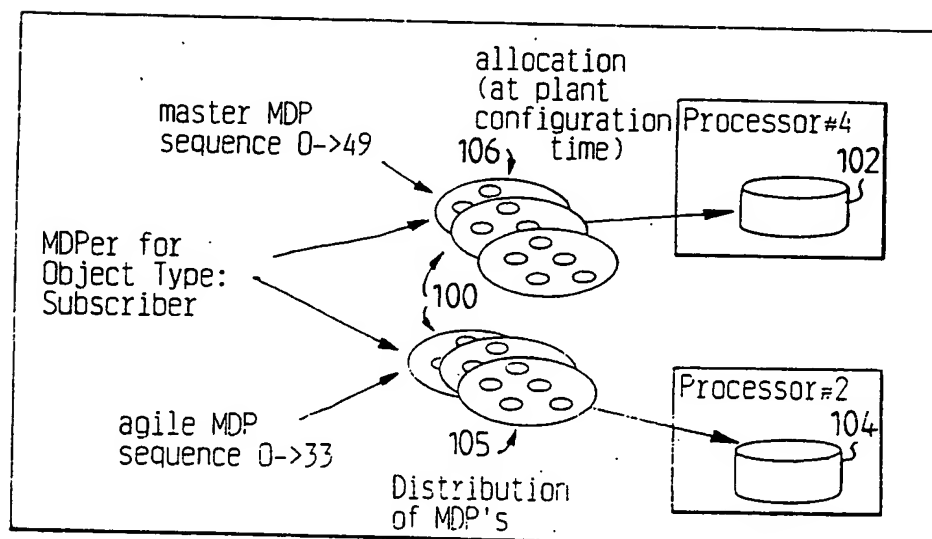 allocation
(at plant
configuration
time)
master MDP
sequence 0->49
106
Processor#4
102
MDPer for
Object Type:
Subscriber
100
agile MDP
sequence 0->33
105
Distribution
of MDP's
Processor#2
104